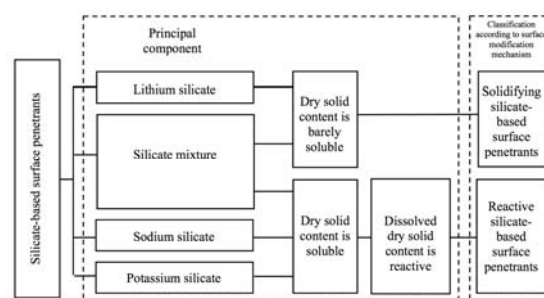 Silicate-based surface penetrants
Principal
component
Lithium silicate
Silicate mixture
Sodium silicate
Potassium silicate
Dry solid
content is
barely
soluble
Dry solid
content is
soluble
Dissolved
dry solid
content is
reactive
Classification
according to surface
modification
mechanism
Solidifying
silicate-
based
surface
penetrants
Reactive
silicate-
based
surface
penetrants